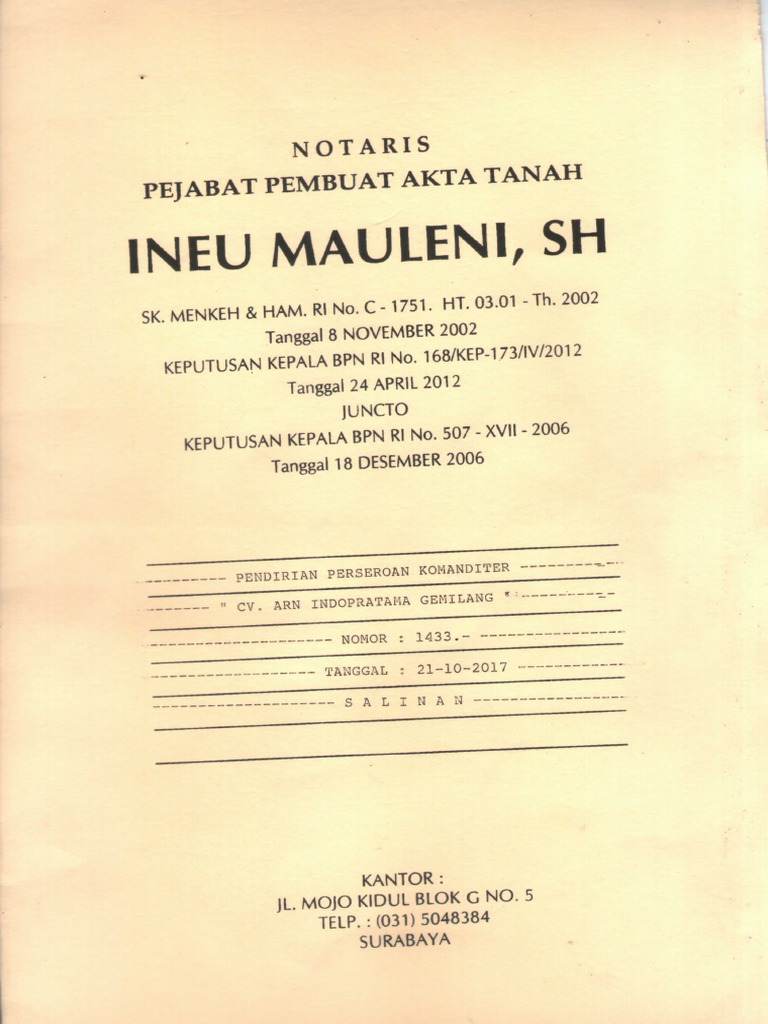 NOTARIS
PEJABAT PEMBUAT AKTA TANAH
INEU MAULENI, SH
SK. MENKEH & HAM. RI No. C - 1751. HT. 03.01 - Th. 2002
Tanggal 8 NOVEMBER 2002
KEPUTUSAN KEPALA BPN RI No. 168/KEP-173/IV/2012
Tanggal 24 APRIL 2012
JUNCTO
KEPUTUSAN KEPALA BPN RI No. 507 - XVII - 2006
Tanggal 18 DESEMBER 2006
PENDIRIAN PERSEROAN KOMANDITER
" CV. ARN INDOPRATAMA GEMILANG "
NOMOR : 1433.-
TANGGAL : 21-10-2017
S A L I N A N
KANTOR :
JL. MOJO KIDUL BLOK G NO. 5
TELP. : (031) 5048384
SURABAYA